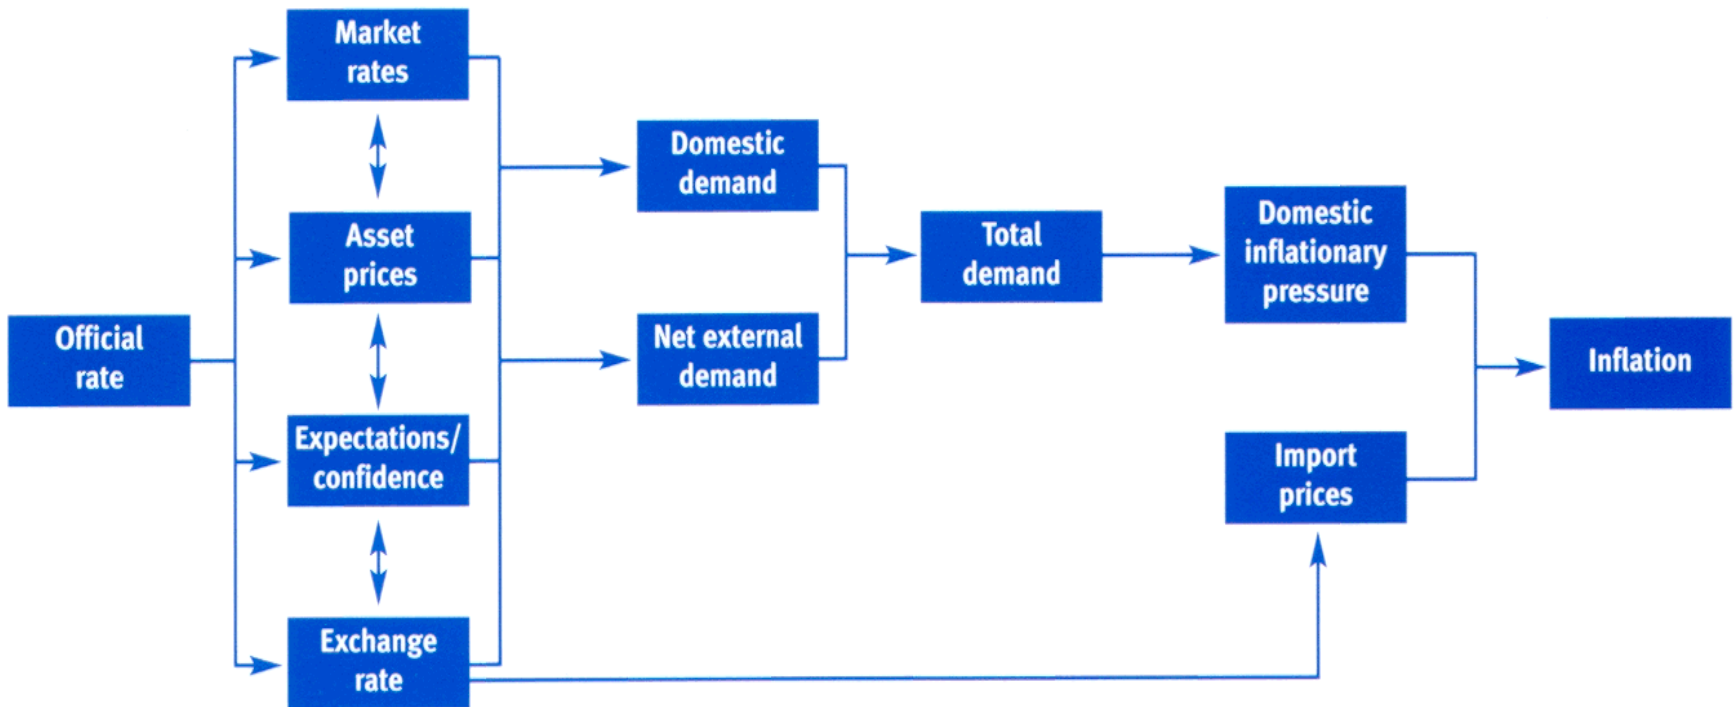 Market
rates
Domestic
demand
Asset
prices
Total
demand
Domestic
inflationary
pressure
Official
rate
Net external
demand
Inflation
Expectations/
confidence
Import
prices
Exchange
rate